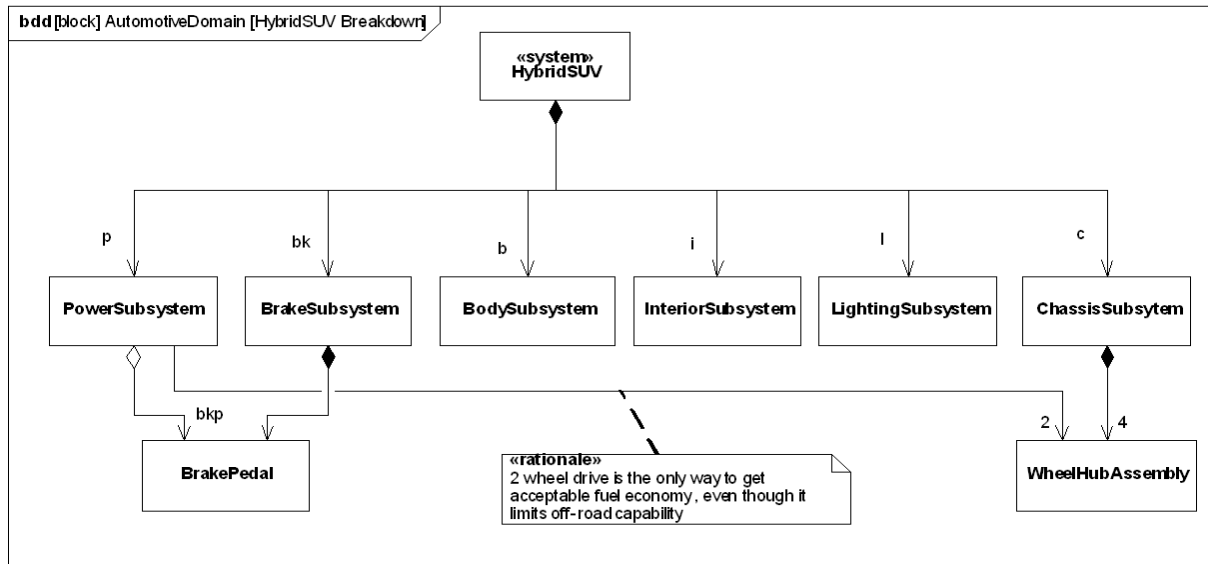 bdd [block] AutomotiveDomain [HybridSUV Breakdown]
«system»
HybridSUV
p
bk
b
i
l
c
PowerSubsystem
BrakeSubsystem
BodySubsystem
InteriorSubsystem
LightingSubsystem
ChassisSubsytem
bkp
2
4
BrakePedal
WheelHubAssembly
«rationale»
2 wheel drive is the only way to get
acceptable fuel economy, even though it
limits off-road capability